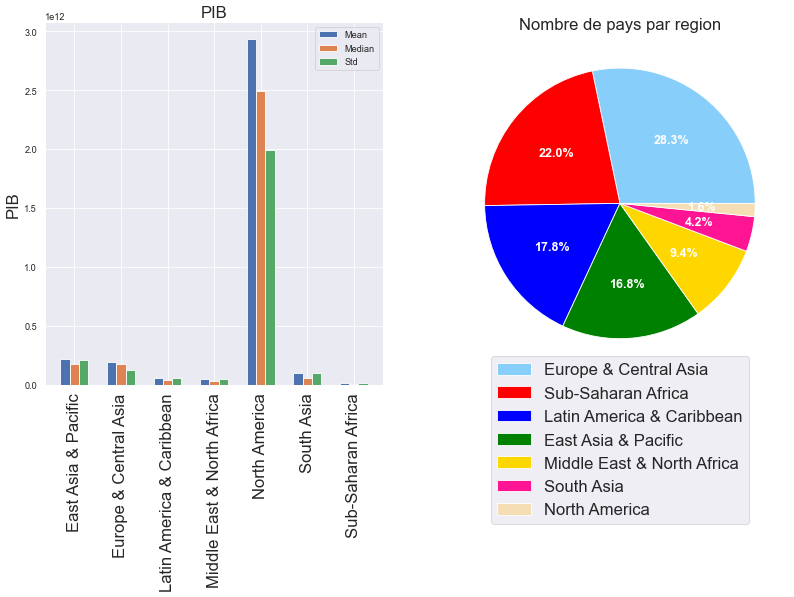 PIB
1e12
3.0
2.5
2.0
1.5
1.0
0.5
0.0
PIB
Mean
Median
Std
East Asia & Pacific
Europe & Central Asia
Latin America & Caribbean
Middle East & North Africa
North America
South Asia
Sub-Saharan Africa
Nombre de pays par region
28.3%
22.0%
17.8%
16.8%
9.4%
4.2%
1.6%
Europe & Central Asia
Sub-Saharan Africa
Latin America & Caribbean
East Asia & Pacific
Middle East & North Africa
South Asia
North America